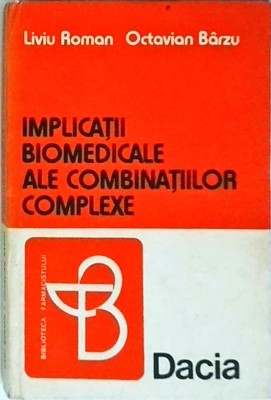 Liviu Roman Octavian Bârzu
IMPLICAȚII
BIOMEDICALE
ALE COMBINAȚIILOR
COMPLEXE
BIBLIOTECA FARMACISTULUI
B
Dacia